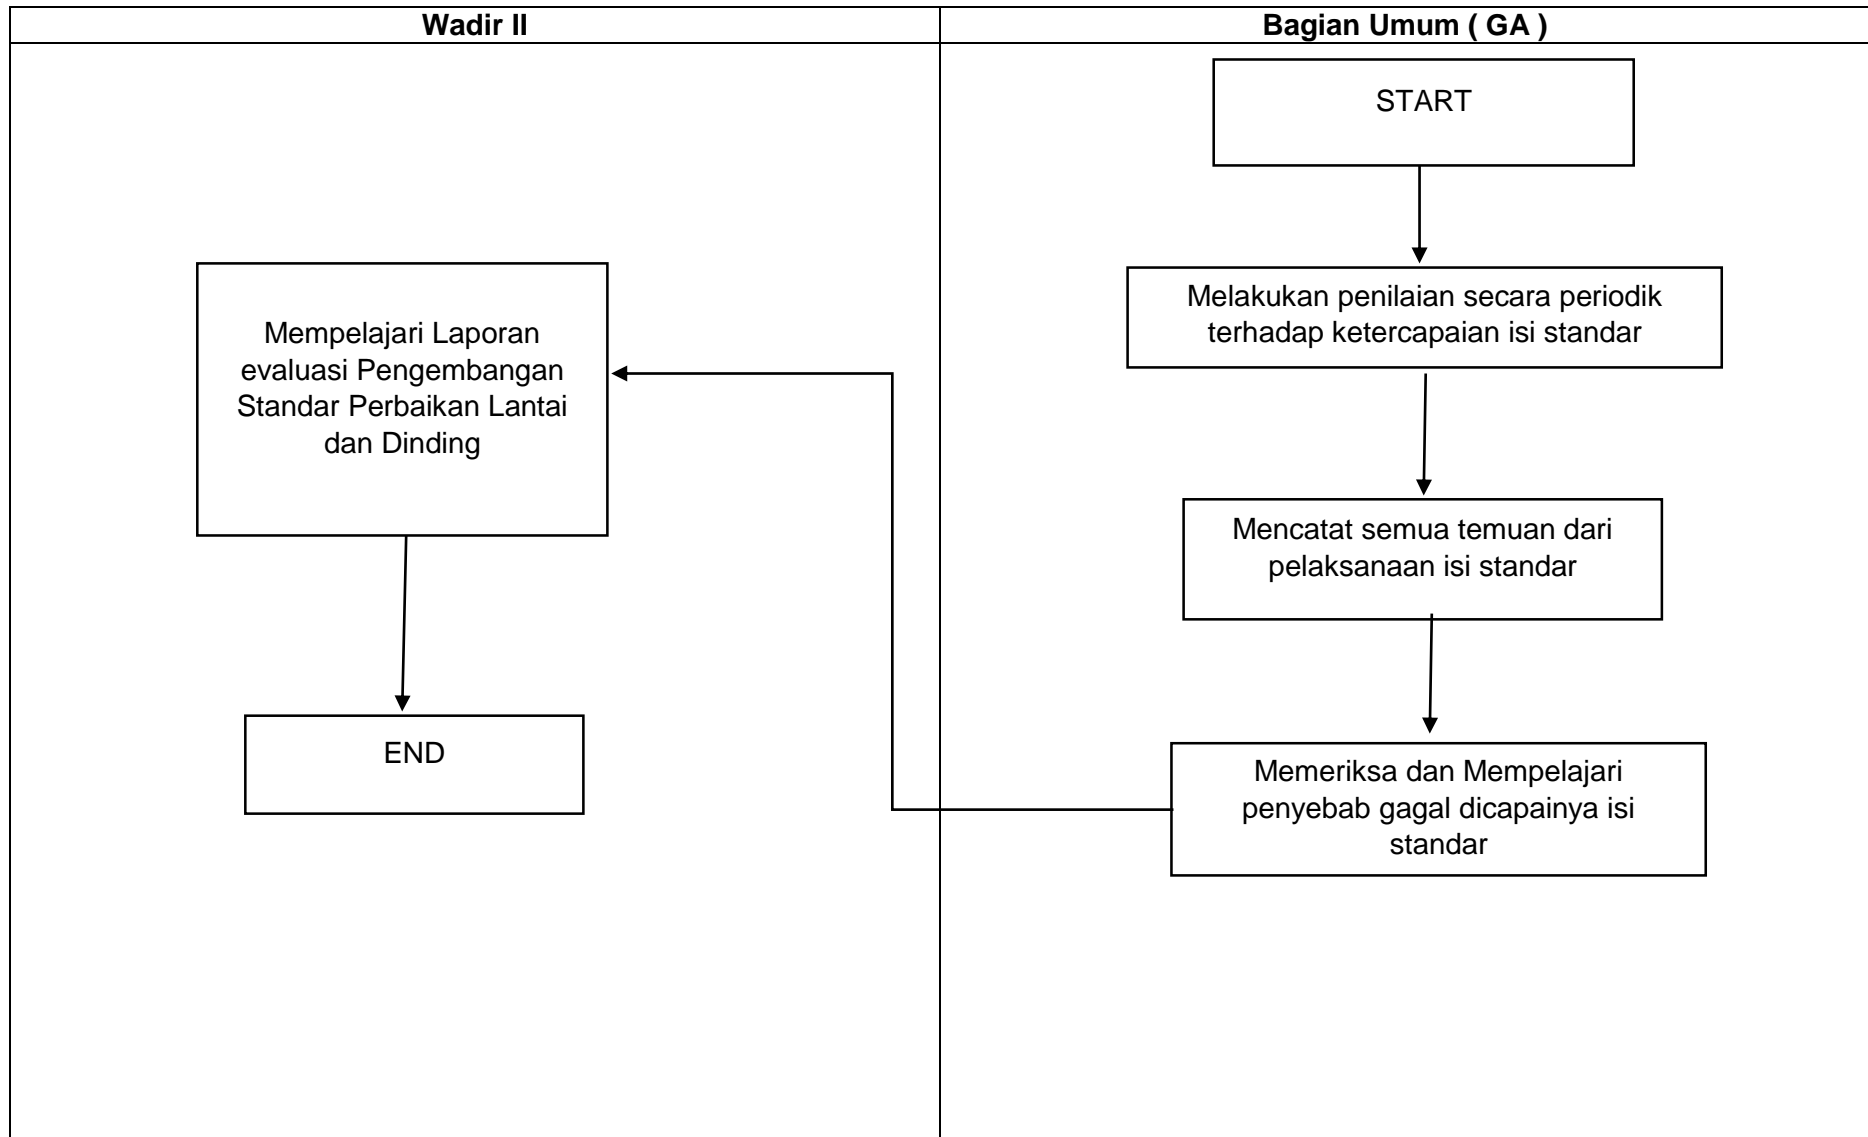 Wadir II
Bagian Umum ( GA )
START
Melakukan penilaian secara periodik
terhadap ketercapaian isi standar
Mencatat semua temuan dari
pelaksanaan isi standar
Memeriksa dan Mempelajari
penyebab gagal dicapainya isi
standar
Mempelajari Laporan
evaluasi Pengembangan
Standar Perbaikan Lantai
dan Dinding
END